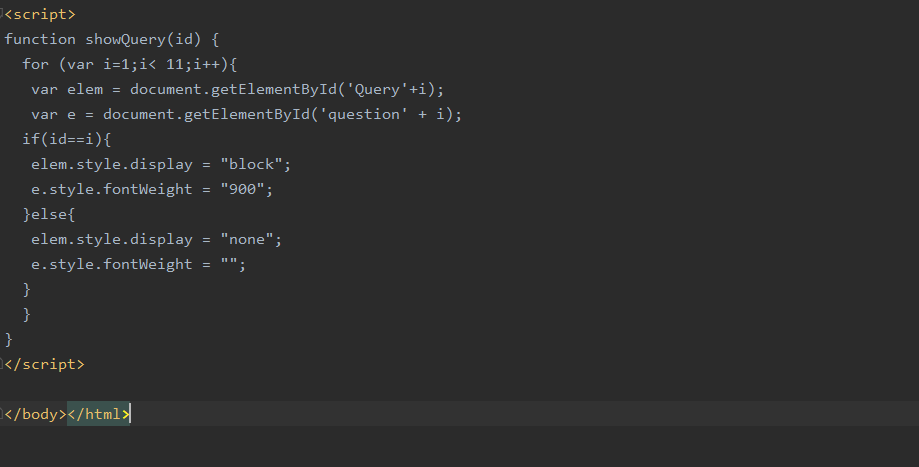 <script>
function showQuery(id) {
  for (var i=1;i< 11;i++){
   var elem = document.getElementById('Query'+i);
   var e = document.getElementById('question' + i);
  if(id==i){
   elem.style.display = "block";
   e.style.fontWeight = "900";
  }else{
   elem.style.display = "none";
   e.style.fontWeight = "";
  }
  }
}
</script>

</body></html>